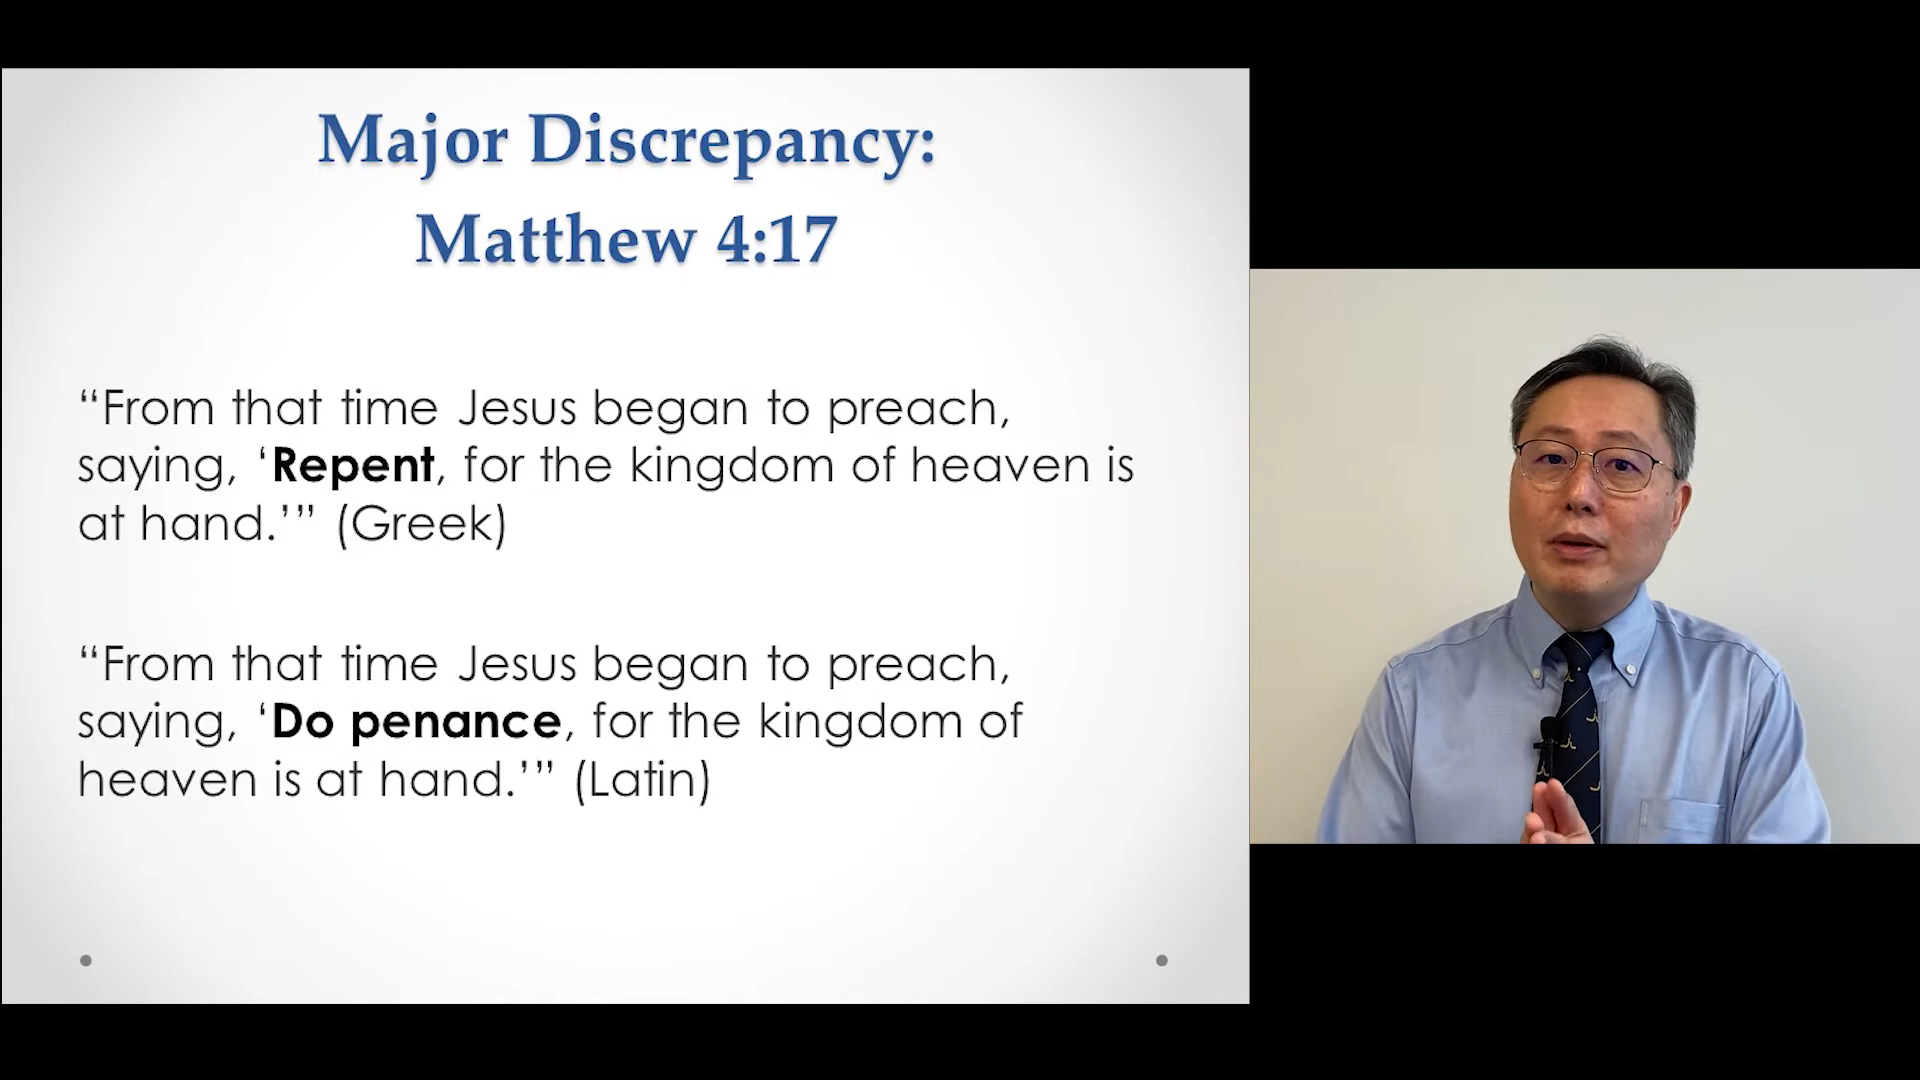 Major Discrepancy:
Matthew 4:17
“From that time Jesus began to preach,
saying, ‘Repent, for the kingdom of heaven is
at hand.’” (Greek)
“From that time Jesus began to preach,
saying, ‘Do penance, for the kingdom of
heaven is at hand.’” (Latin)